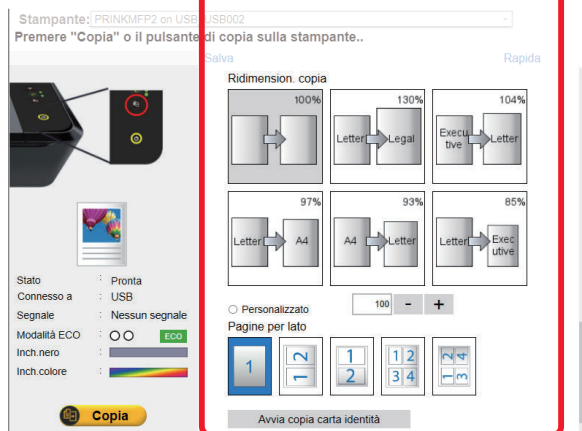 Stampante: PRINKMFP2 on USB USB002
Premere "Copia" o il pulsante di copia sulla stampante..
Salva Rapida
Ridimension. copia
100% 130% 104%
Letter Legal Execu tive Letter
97% 93% 85%
Letter A4 A4 Letter Letter Exec utive
Stato : Pronta
Connesso a : USB
Segnale : Nessun segnale
Modalità ECO : ECO
Inch.nero :
Inch.colore :
Copia
Personalizzato 100 - +
Pagine per lato
1 1 2 1 2 1 2 3 4 1 2 3 4
Avvia copia carta identità